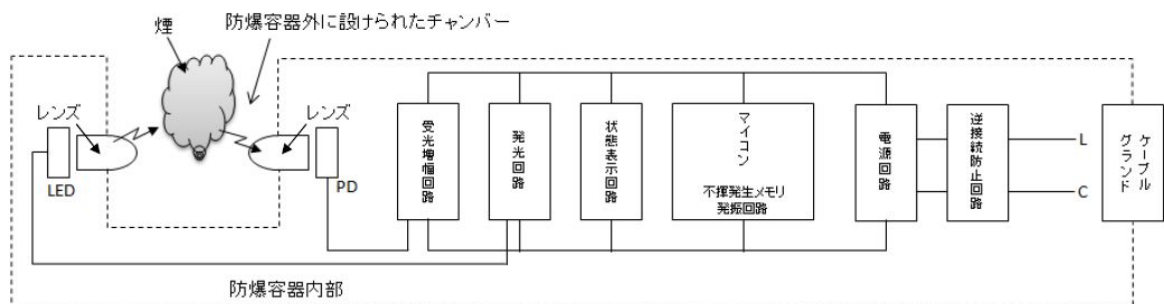 煙
防爆容器外に設けられたチャンバー
レンズ
レンズ
LED
PD
受光増幅回路
発光回路
状態表示回路
マイコン
不揮発生メモリ
発振回路
電源回路
逆接続防止回路
L
C
ケーブル
グランド
防爆容器内部